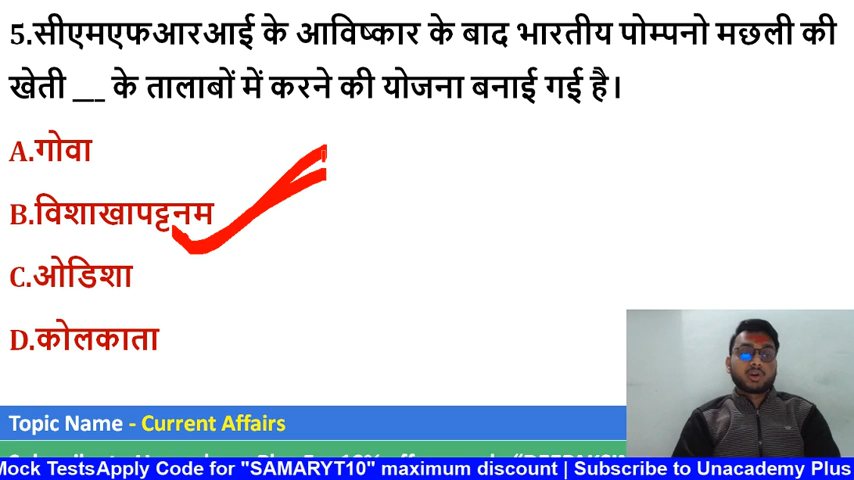 5.सीएमएफआरआई के आविष्कार के बाद भारतीय पोम्पनो मछली की
खेती __ के तालाबों में करने की योजना बनाई गई है।
A.गोवा
B.विशाखापट्टनम
C.ओडिशा
D.कोलकाता
Topic Name - Current Affairs
Mock TestsApply Code for "SAMARYT10" maximum discount | Subscribe to Unacademy Plus